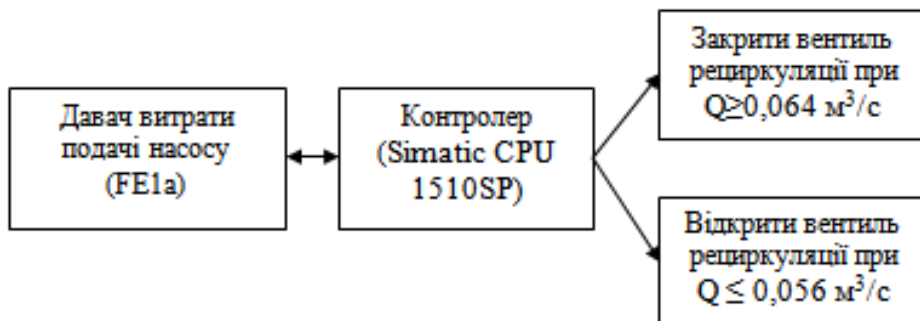 Давач витрати
подачі насосу
(FE1a)
Контролер
(Simatic CPU
1510SP)
Закрити вентиль
рециркуляції при
Q≥0,064 м³/с
Відкрити вентиль
рециркуляції при
Q ≤ 0,056 м³/с